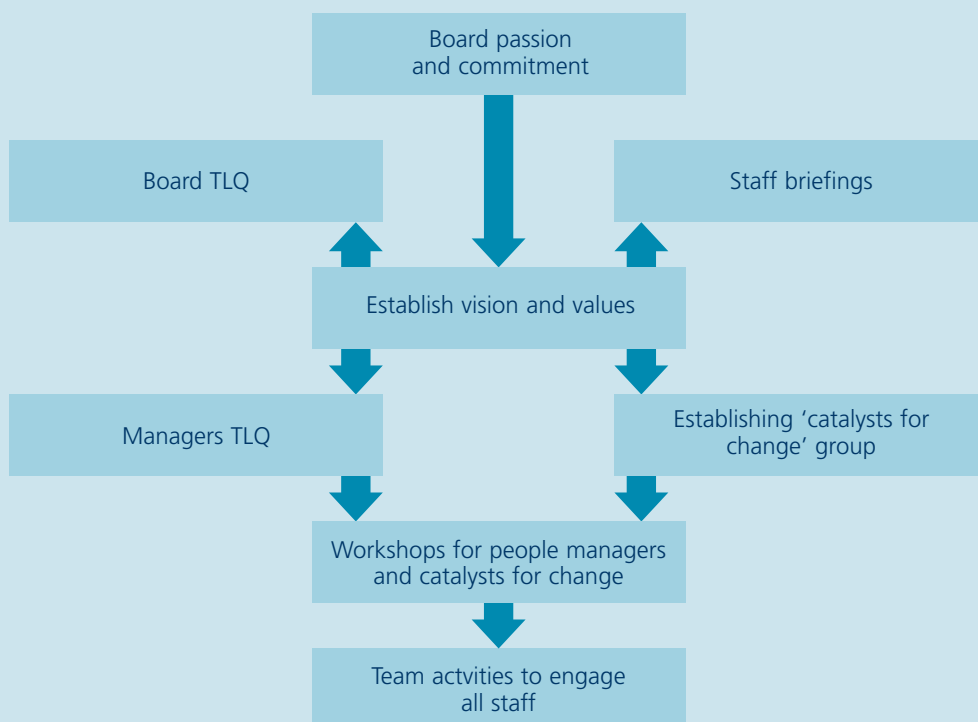 Board passion
and commitment
Board TLQ
Staff briefings
Establish vision and values
Managers TLQ
Establishing ‘catalysts for
change’ group
Workshops for people managers
and catalysts for change
Team actvities to engage
all staff